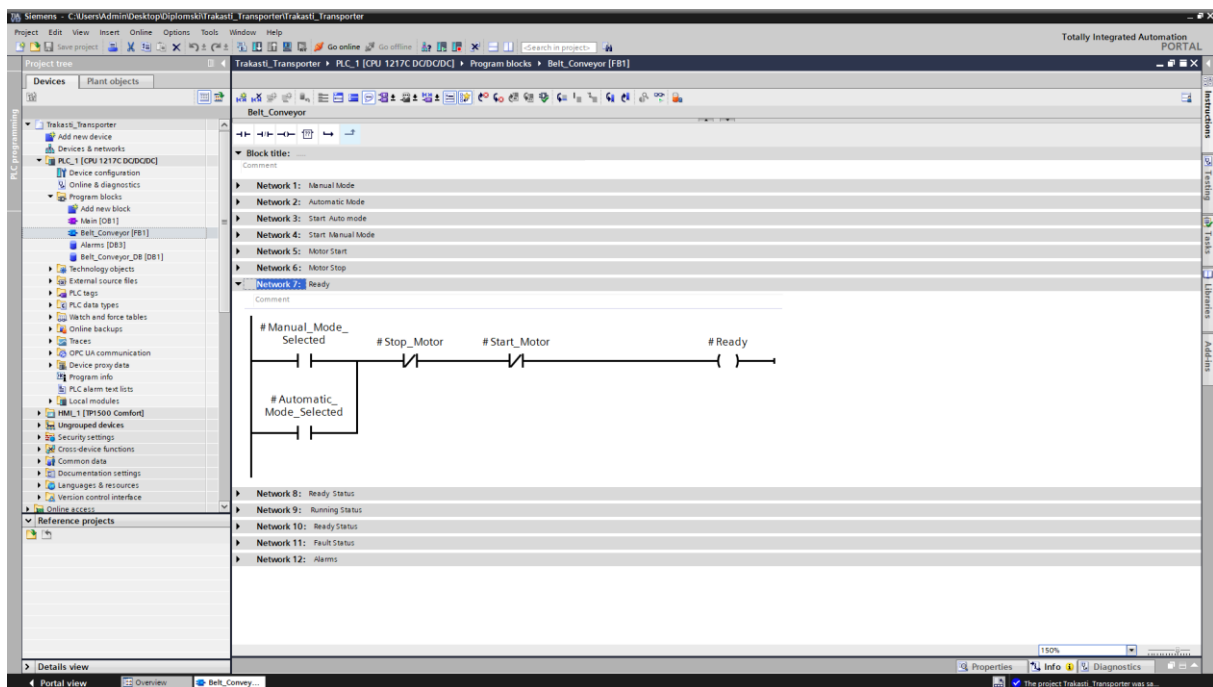 Siemens - C:\Users\Admin\Desktop\Diplomski\Trakasti_Transporter\Trakasti_Transporter
Project Edit View Insert Online Options Tools Window Help
Totally Integrated Automation
PORTAL
Save project Go online Go offline <Search in project>
Project tree
Trakasti_Transporter ▸ PLC_1 [CPU 1217C DC/DC/DC] ▸ Program blocks ▸ Belt_Conveyor [FB1]
Devices Plant objects
Belt_Conveyor
Trakasti_Transporter
Add new device
Devices & networks
PLC_1 [CPU 1217C DC/DC/DC]
Device configuration
Online & diagnostics
Program blocks
Add new block
Main [OB1]
Belt_Conveyor [FB1]
Alarms [DB3]
Belt_Conveyor_DB [DB1]
Technology objects
External source files
PLC tags
PLC data types
Watch and force tables
Online backups
Traces
OPC UA communication
Device proxy data
Program info
PLC alarm text lists
Local modules
HMI_1 [TP1500 Comfort]
Ungrouped devices
Security settings
Cross-device functions
Common data
Documentation settings
Languages & resources
Version control interface
Online access
Reference projects
Details view
PLC programming
Block title: .....
Comment
Network 1: Manual Mode
Network 2: Automatic Mode
Network 3: Start Auto mode
Network 4: Start Manual Mode
Network 5: Motor Start
Network 6: Motor Stop
Network 7: Ready
Comment
#Manual_Mode_
Selected
#Stop_Motor
#Start_Motor
#Ready
#Automatic_
Mode_Selected
Network 8: Ready Status
Network 9: Running Status
Network 10: Ready Status
Network 11: Fault Status
Network 12: Alarms
150%
Properties Info Diagnostics
Instructions
Testing
Tasks
Libraries
Add-ins
Portal view Overview Belt_Convey... The project Trakasti_Transporter was sa...